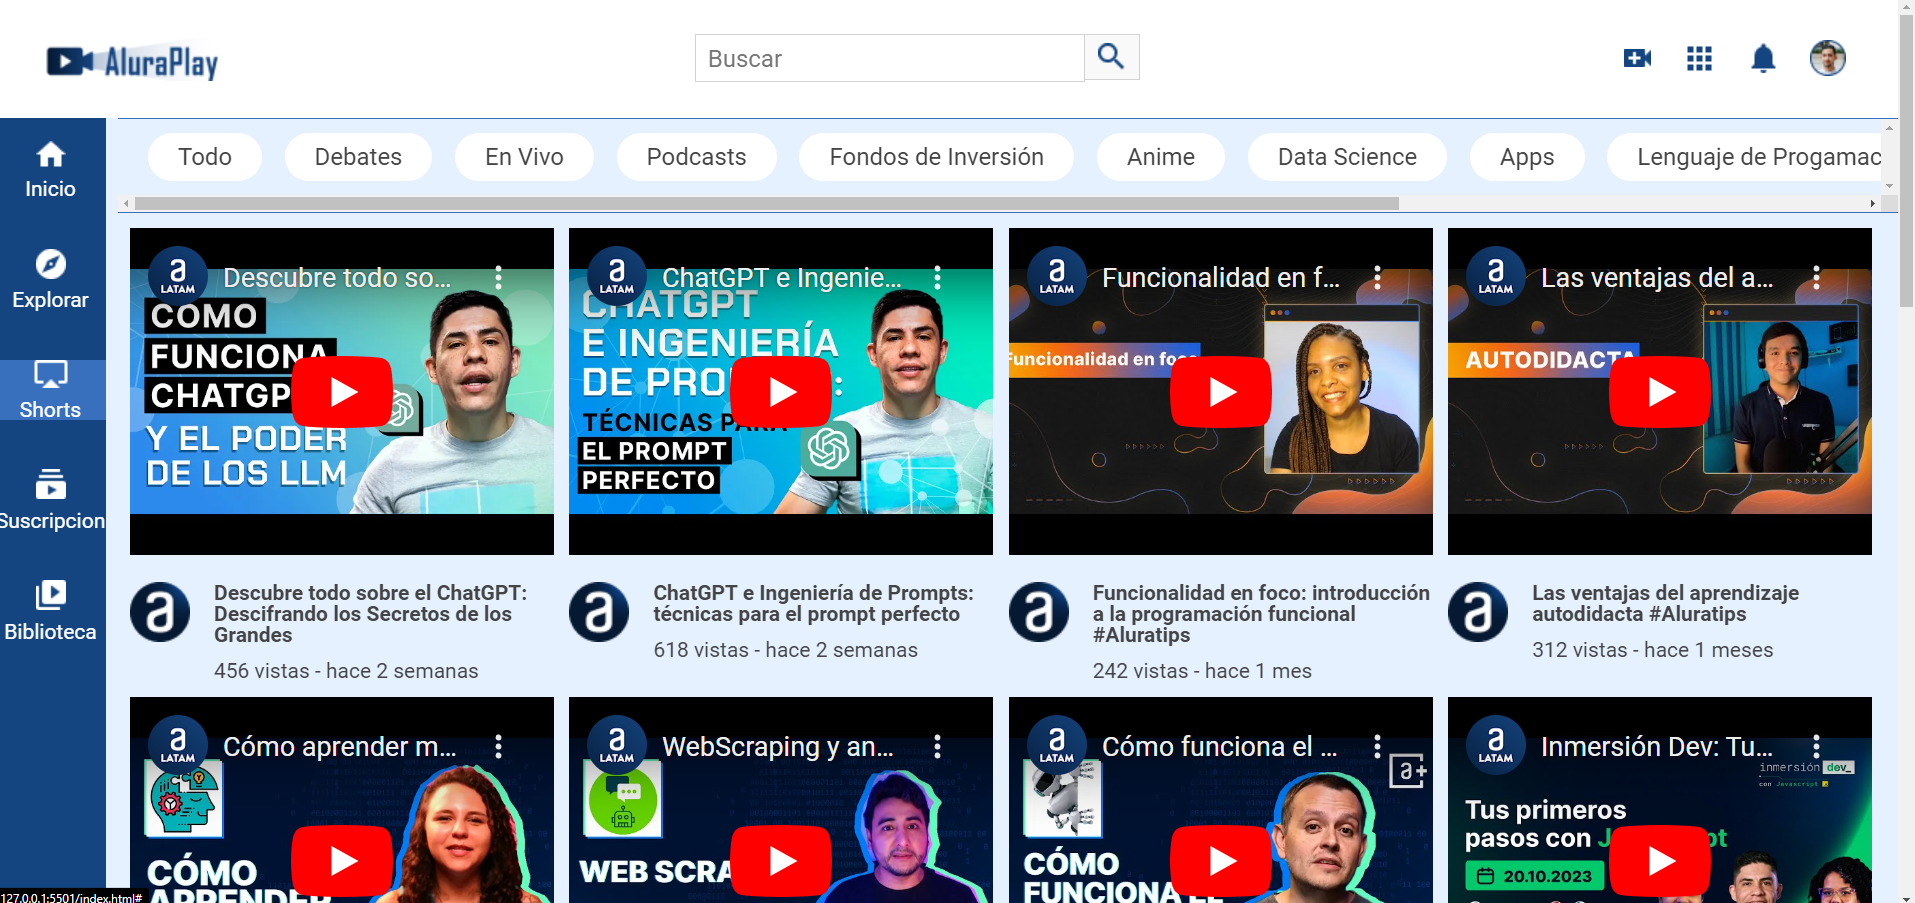 AluraPlay
Buscar
Inicio
Explorar
Shorts
Suscripcion
Biblioteca
Todo
Debates
En Vivo
Podcasts
Fondos de Inversión
Anime
Data Science
Apps
Lenguaje de Progamac
a LATAM
Descubre todo so...
CÓMO
FUNCIONA
CHATGP
Y EL PODER
DE LOS LLM
a LATAM
ChatGPT e Ingenie...
CHATGPT
E INGENIERÍA
DE PRO :
TÉCNICAS PARA
EL PROMPT
PERFECTO
a LATAM
Funcionalidad en f...
Funcionalidad en foco
a LATAM
Las ventajas del a...
AUTODIDACTA
a
Descubre todo sobre el ChatGPT:
Descifrando los Secretos de los
Grandes
456 vistas - hace 2 semanas
a
ChatGPT e Ingeniería de Prompts:
técnicas para el prompt perfecto
618 vistas - hace 2 semanas
a
Funcionalidad en foco: introducción
a la programación funcional
#Aluratips
242 vistas - hace 1 mes
a
Las ventajas del aprendizaje
autodidacta #Aluratips
312 vistas - hace 1 meses
a LATAM
Cómo aprender m...
CÓMO
APRENDER
a LATAM
WebScraping y an...
WEB SCRA
a LATAM
Cómo funciona el ...
a+
CÓMO
FUNCIONA EL
a LATAM
Inmersión Dev: Tu...
inmersión dev_
con Javascript
Tus primeros
pasos con J pt
20.10.2023
127.0.0.1:5501/index.html#